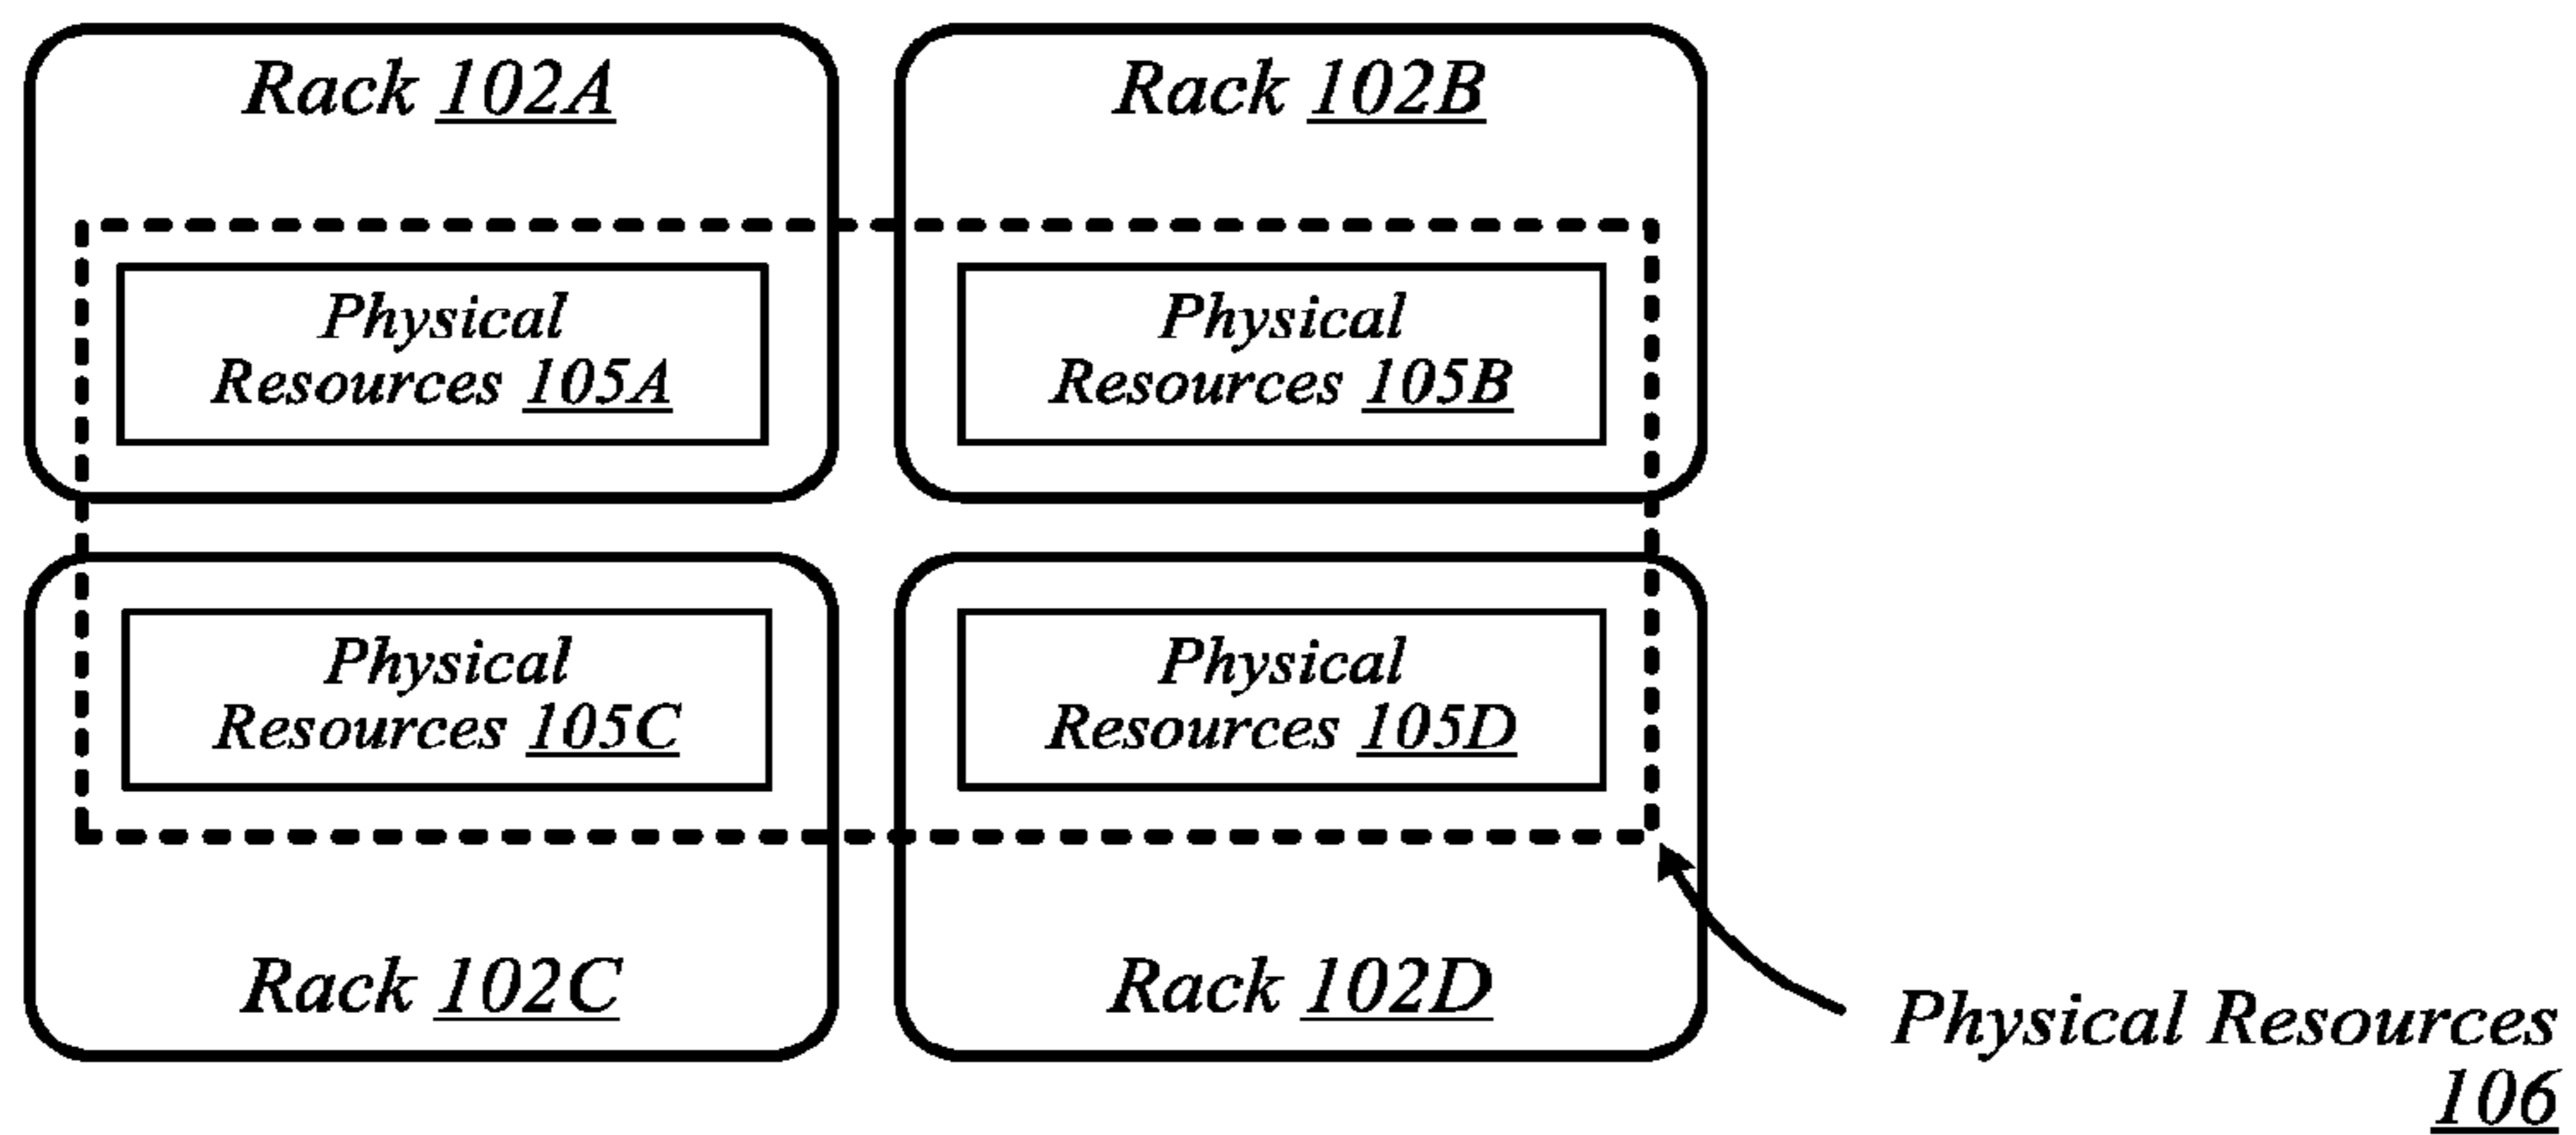 Rack 102A
Rack 102B
Physical
Resources 105A
Physical
Resources 105B
Physical
Resources 105C
Physical
Resources 105D
Rack 102C
Rack 102D
Physical Resources
106